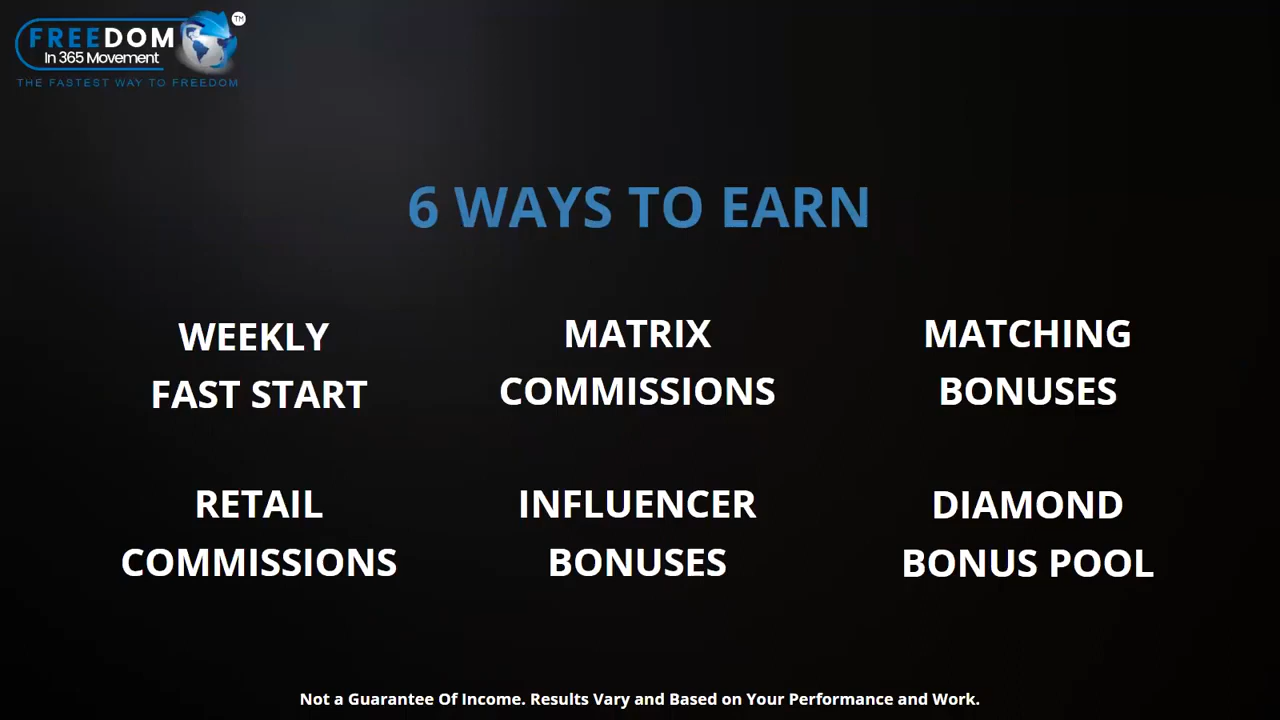 FREEDOM
TM
In 365 Movement
THE FASTEST WAY TO FREEDOM
6 WAYS TO EARN
WEEKLY
FAST START
MATRIX
COMMISSIONS
MATCHING
BONUSES
RETAIL
COMMISSIONS
INFLUENCER
BONUSES
DIAMOND
BONUS POOL
Not a Guarantee Of Income. Results Vary and Based on Your Performance and Work.